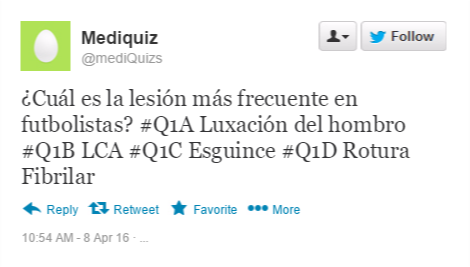 Mediquiz
@mediQuizs
Follow
¿Cuál es la lesión más frecuente en
futbolistas? #Q1A Luxación del hombro
#Q1B LCA #Q1C Esguince #Q1D Rotura
Fibrilar
Reply Retweet Favorite More
10:54 AM - 8 Apr 16 · ...